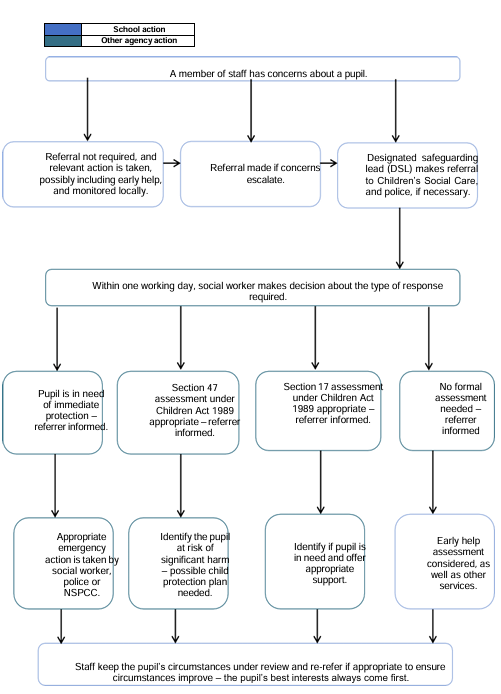 School action
Other agency action
A member of staff has concerns about a pupil.
Referral not required, and
relevant action is taken,
possibly including early help,
and monitored locally.
Referral made if concerns
escalate.
Designated safeguarding
lead (DSL) makes referral
to Children's Social Care,
and police, if necessary.
Within one working day, social worker makes decision about the type of response
required.
Pupil is in need
of immediate
protection –
referrer informed.
Section 47
assessment under
Children Act 1989
appropriate – referrer
informed.
Section 17 assessment
under Children Act
1989 appropriate –
referrer informed.
No formal
assessment
needed –
referrer
informed
Appropriate
emergency
action is taken by
social worker,
police or
NSPCC.
Identify the pupil
at risk of
significant harm
– possible child
protection plan
needed.
Identify if pupil is
in need and offer
appropriate
support.
Early help
assessment
considered, as
well as other
services.
Staff keep the pupil's circumstances under review and re-refer if appropriate to ensure
circumstances improve – the pupil's best interests always come first.